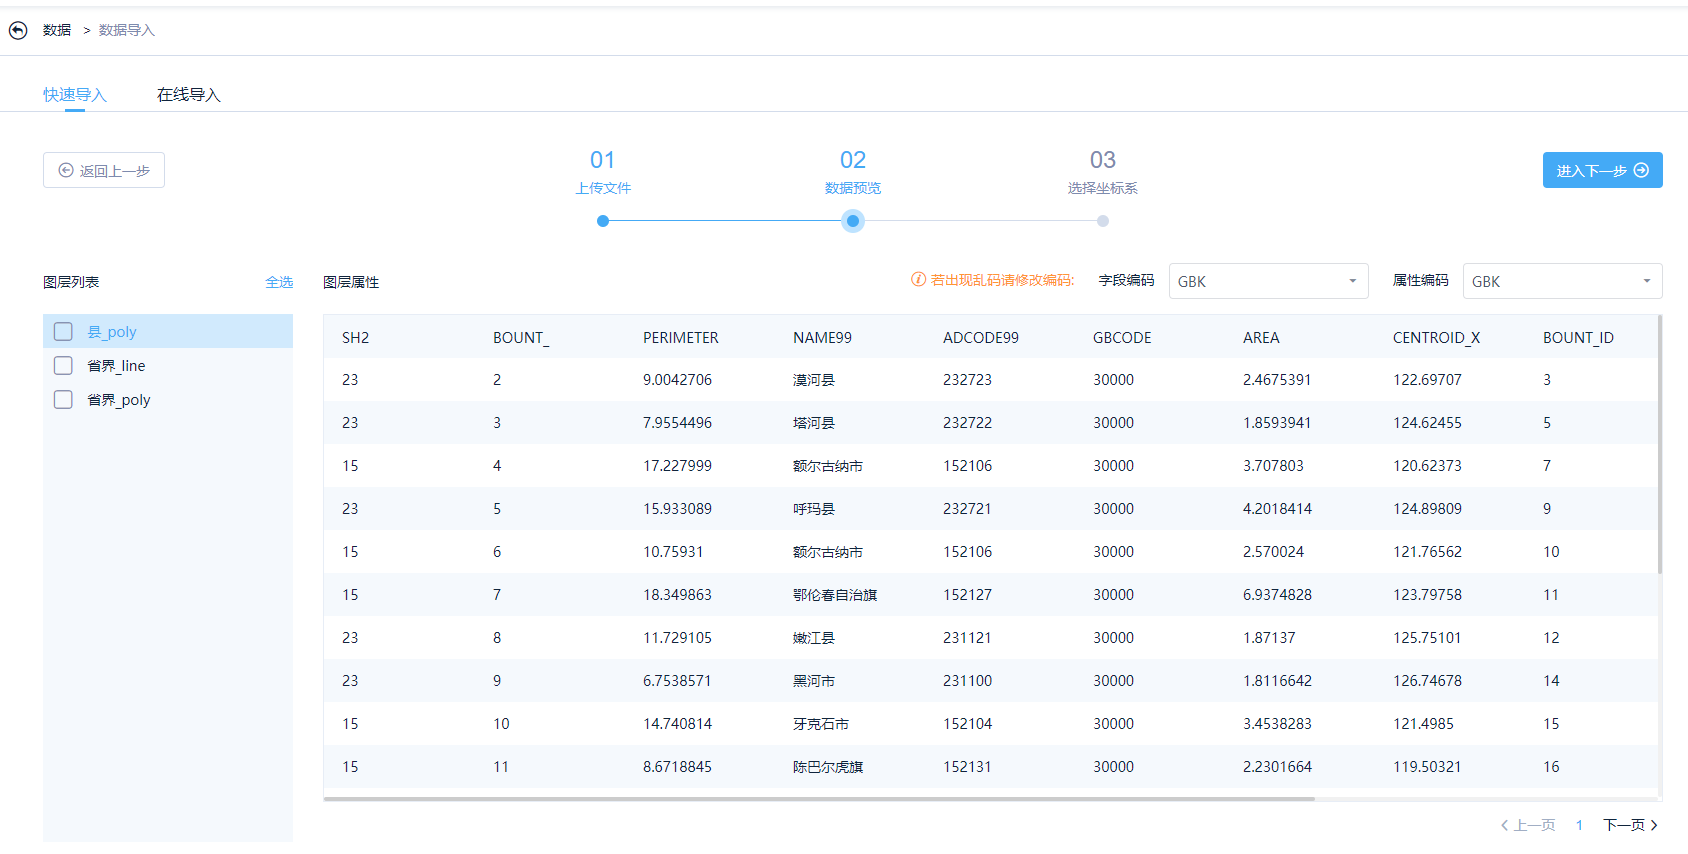 数据 > 数据导入
快速导入 在线导入
返回上一步
01 02 03
上传文件 数据预览 选择坐标系
进入下一步
图层列表 全选
县_poly
省界_line
省界_poly
图层属性 若出现乱码请修改编码: 字段编码 GBK 属性编码 GBK
SH2 BOUNT_ PERIMETER NAME99 ADCODE99 GBCODE AREA CENTROID_X BOUNT_ID
23 2 9.0042706 漠河县 232723 30000 2.4675391 122.69707 3
23 3 7.9554496 塔河县 232722 30000 1.8593941 124.62455 5
15 4 17.227999 额尔古纳市 152106 30000 3.707803 120.62373 7
23 5 15.933089 呼玛县 232721 30000 4.2018414 124.89809 9
15 6 10.75931 额尔古纳市 152106 30000 2.570024 121.76562 10
15 7 18.349863 鄂伦春自治旗 152127 30000 6.9374828 123.79758 11
23 8 11.729105 嫩江县 231121 30000 1.87137 125.75101 12
23 9 6.7538571 黑河市 231100 30000 1.8116642 126.74678 14
15 10 14.740814 牙克石市 152104 30000 3.4538283 121.4985 15
15 11 8.6718845 陈巴尔虎旗 152131 30000 2.2301664 119.50321 16
上一页 1 下一页